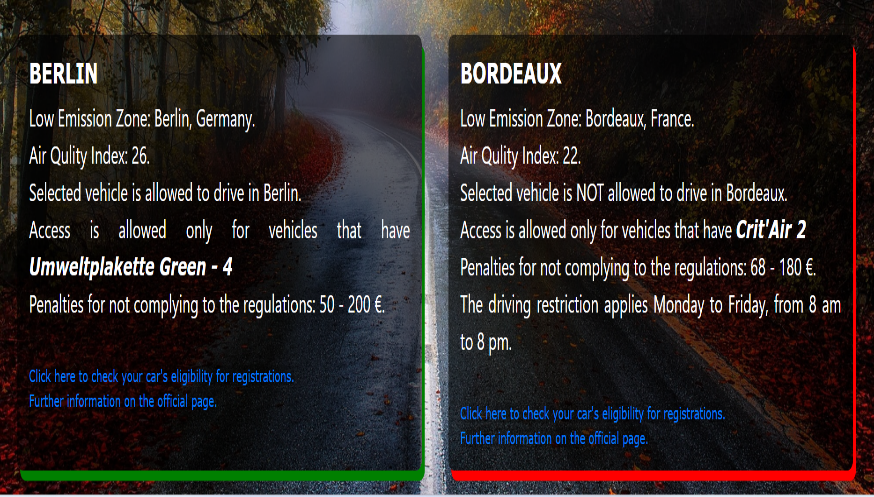 BERLIN
Low Emission Zone: Berlin, Germany.
Air Qulity Index: 26.
Selected vehicle is allowed to drive in Berlin.
Access is allowed only for vehicles that have
Umweltplakette Green - 4
Penalties for not complying to the regulations: 50 - 200 €.
Click here to check your car's eligibility for registrations.
Further information on the official page.
BORDEAUX
Low Emission Zone: Bordeaux, France.
Air Qulity Index: 22.
Selected vehicle is NOT allowed to drive in Bordeaux.
Access is allowed only for vehicles that have Crit'Air 2
Penalties for not complying to the regulations: 68 - 180 €.
The driving restriction applies Monday to Friday, from 8 am
to 8 pm.
Click here to check your car's eligibility for registrations.
Further information on the official page.